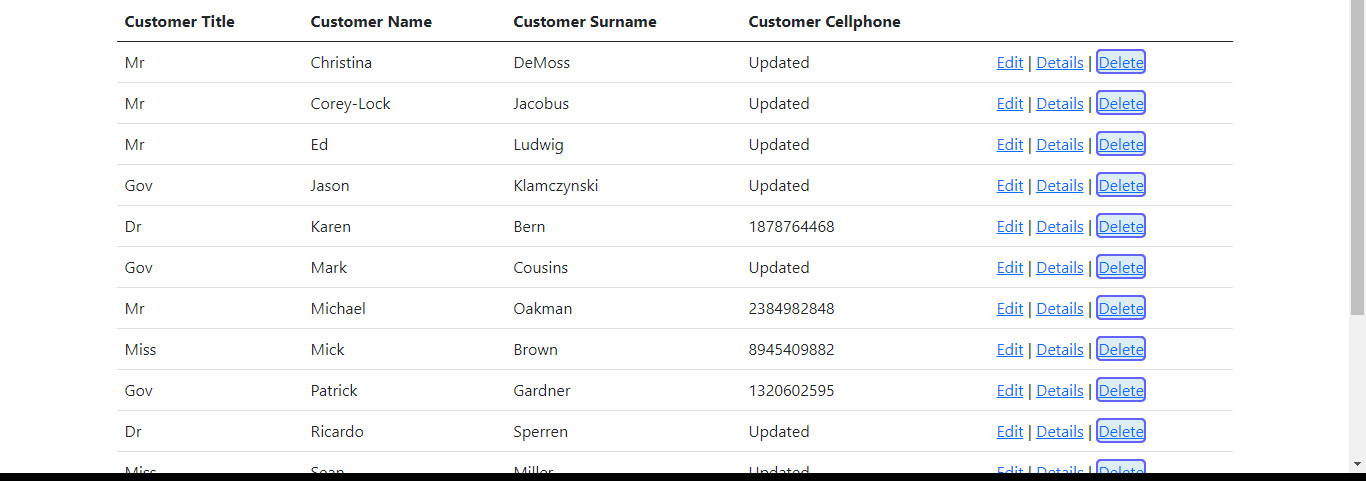 Customer Title Customer Name Customer Surname Customer Cellphone
Mr Christina DeMoss Updated Edit | Details | Delete
Mr Corey-Lock Jacobus Updated Edit | Details | Delete
Mr Ed Ludwig Updated Edit | Details | Delete
Gov Jason Klamczynski Updated Edit | Details | Delete
Dr Karen Bern 1878764468 Edit | Details | Delete
Gov Mark Cousins Updated Edit | Details | Delete
Mr Michael Oakman 2384982848 Edit | Details | Delete
Miss Mick Brown 8945409882 Edit | Details | Delete
Gov Patrick Gardner 1320602595 Edit | Details | Delete
Dr Ricardo Sperren Updated Edit | Details | Delete
Miss Sean Miller Updated Edit | Details | Delete